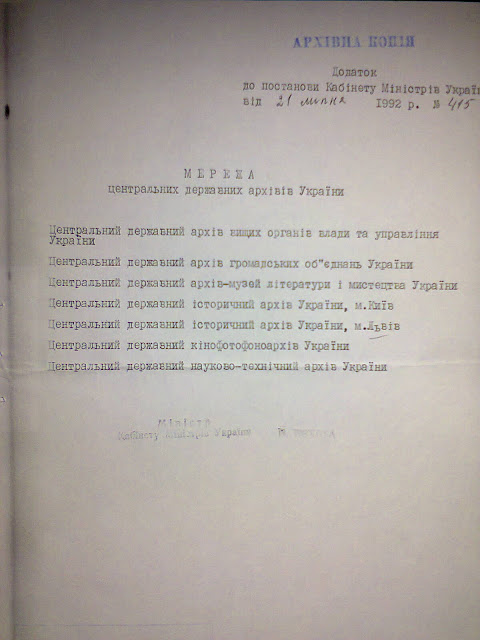 АРХІВНА КОПІЯ
Додаток
до постанови Кабінету Міністрів Украї
від 21 липня 1992 р. № 415
М Е Р Е Ж А
центральних державних архівів України
Центральний державний архів вищих органів влади та управління
України
Центральний державний архів громадських об"єднань України
Центральний державний архів-музей літератури і мистецтва України
Центральний державний історичний архів України, м.Київ
Центральний державний історичний архів України, м.Львів
Центральний державний кінофотофоноархів України
Центральний державний науково-технічний архів України
Міністр
Кабінету Міністрів України